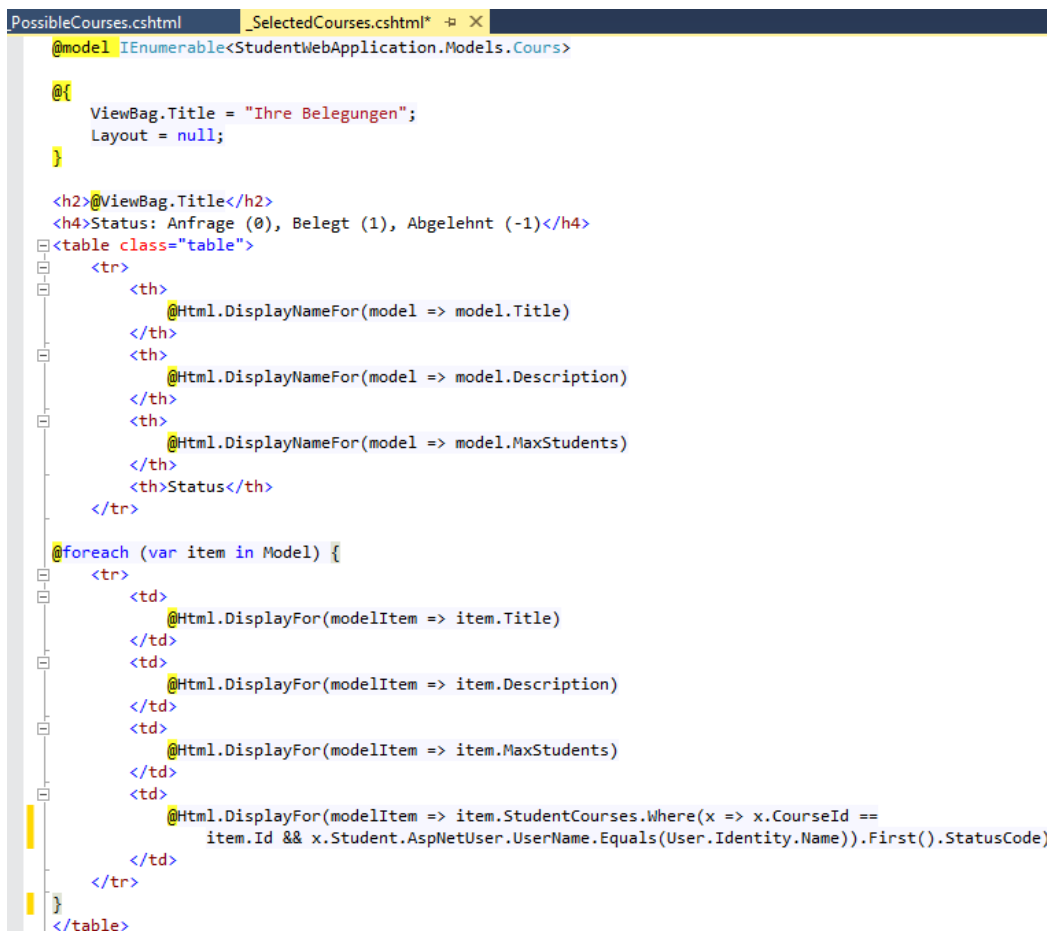 _PossibleCourses.cshtml _SelectedCourses.cshtml*
@model IEnumerable<StudentWebApplication.Models.Cours>
@{
ViewBag.Title = "Ihre Belegungen";
Layout = null;
}
<h2>@ViewBag.Title</h2>
<h4>Status: Anfrage (0), Belegt (1), Abgelehnt (-1)</h4>
<table class="table">
<tr>
<th>
@Html.DisplayNameFor(model => model.Title)
</th>
<th>
@Html.DisplayNameFor(model => model.Description)
</th>
<th>
@Html.DisplayNameFor(model => model.MaxStudents)
</th>
<th>Status</th>
</tr>
@foreach (var item in Model) {
<tr>
<td>
@Html.DisplayFor(modelItem => item.Title)
</td>
<td>
@Html.DisplayFor(modelItem => item.Description)
</td>
<td>
@Html.DisplayFor(modelItem => item.MaxStudents)
</td>
<td>
@Html.DisplayFor(modelItem => item.StudentCourses.Where(x => x.CourseId ==
item.Id && x.Student.AspNetUser.UserName.Equals(User.Identity.Name)).First().StatusCode)
</td>
</tr>
}
</table>